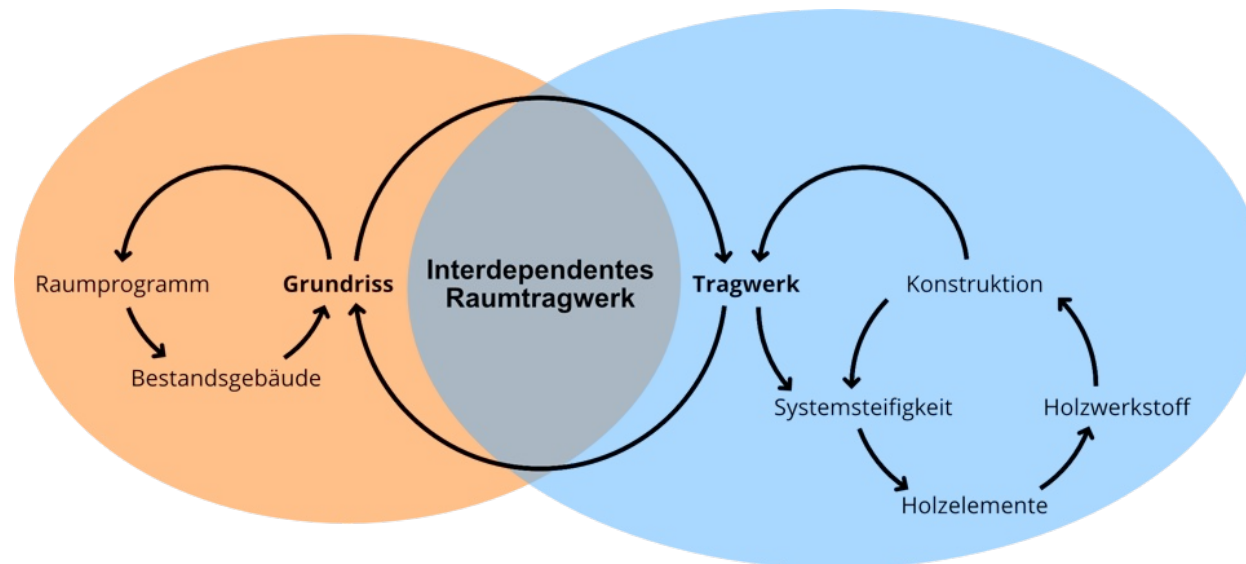 Interdependentes
Raumtragwerk
Raumprogramm
Grundriss
Tragwerk
Konstruktion
Bestandsgebäude
Systemsteifigkeit
Holzwerkstoff
Holzelemente